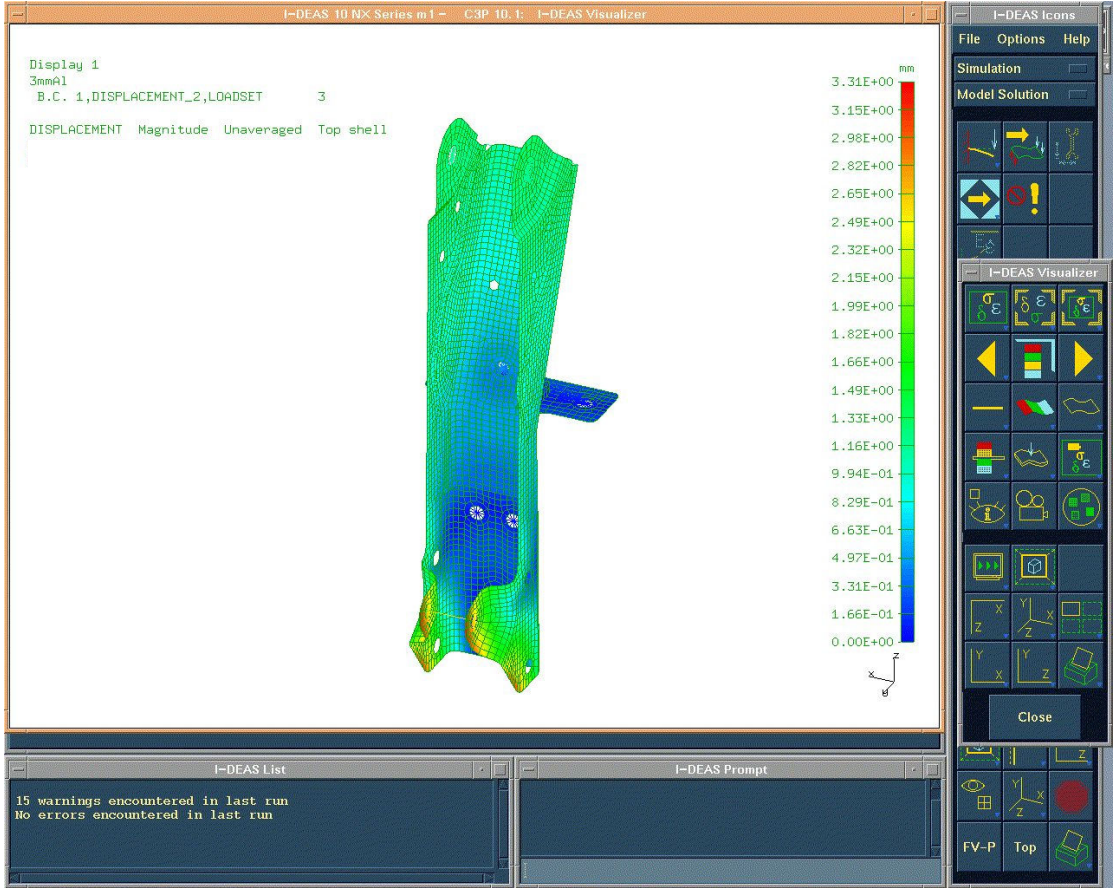 I-DEAS 10 NX Series m1 - C3P 10.1: I-DEAS Visualizer
Display 1
3mmAl
B.C. 1,DISPLACEMENT_2,LOADSET 3
DISPLACEMENT Magnitude Unaveraged Top shell
mm
3.31E+00
3.15E+00
2.98E+00
2.82E+00
2.65E+00
2.49E+00
2.32E+00
2.15E+00
1.99E+00
1.82E+00
1.66E+00
1.49E+00
1.33E+00
1.16E+00
9.94E-01
8.29E-01
6.63E-01
4.97E-01
3.31E-01
1.66E-01
0.00E+00
Z
X
y
I-DEAS Icons
File Options Help
Simulation
Model Solution
I-DEAS Visualizer
σ
δ ε
δ ε
σ
σ
δ ε
σ
δ ε
i
X
Z
Y
X
Z
Y
X
Y
Z
Close
Z
Y
X
Z
FV-P Top
I-DEAS List
15 warnings encountered in last run
No errors encountered in last run
I-DEAS Prompt